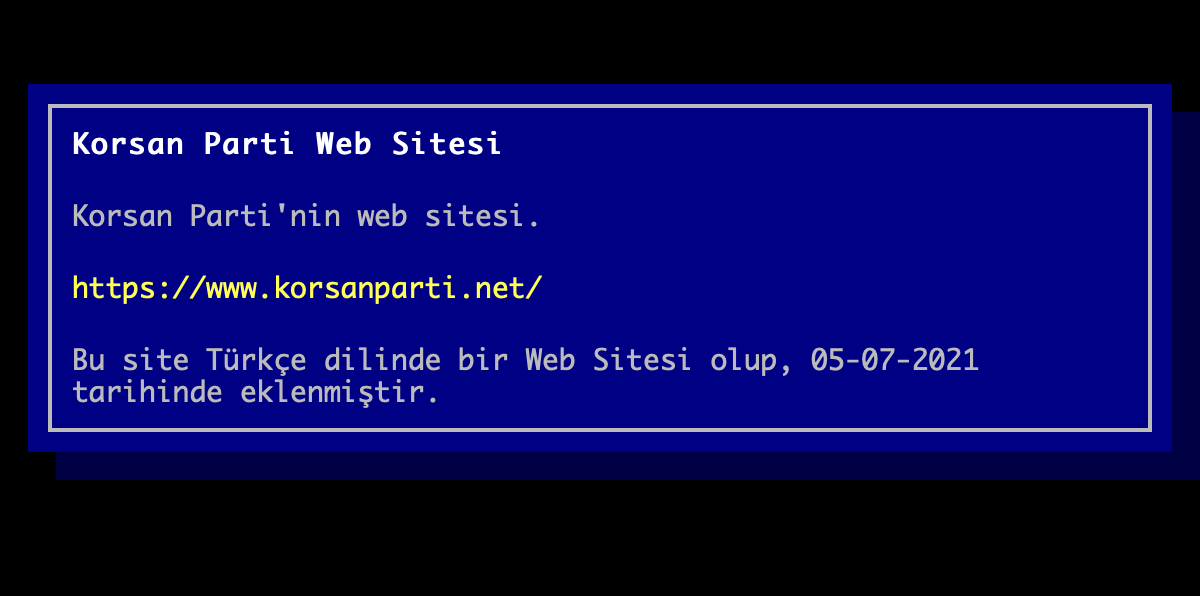 Korsan Parti Web Sitesi
Korsan Parti'nin web sitesi.
https://www.korsanparti.net/
Bu site Türkçe dilinde bir Web Sitesi olup, 05-07-2021
tarihinde eklenmiştir.